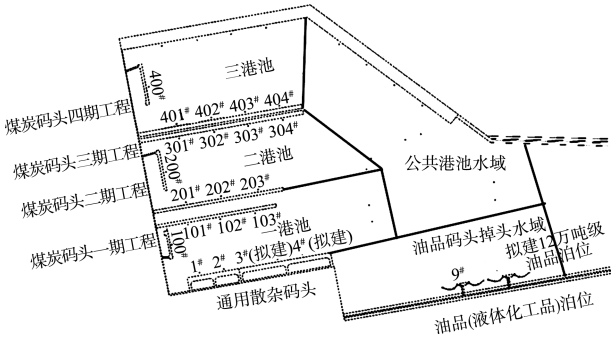 三港池
400#
401# 402# 403# 404#
煤炭码头四期工程
301# 302# 303# 304#
煤炭码头三期工程
200#
二港池
公共港池水域
201# 202# 203#
煤炭码头二期工程
101# 102# 103#
100#
一港池
煤炭码头一期工程
油品码头掉头水域
1# 2# 3#(拟建)4#(拟建)
拟建12万吨级
油品泊位
9#
通用散杂码头
油品(液体化工品)泊位